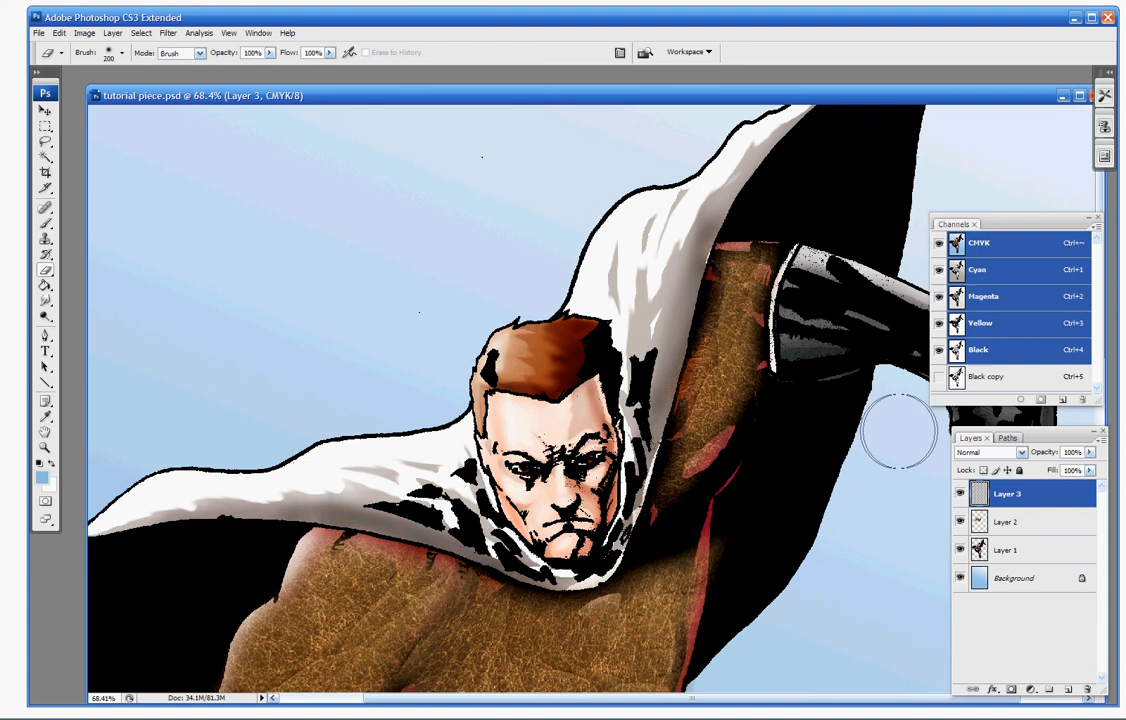 Adobe Photoshop CS3 Extended
File Edit Image Layer Select Filter Analysis View Window Help
Brush: 200 Mode: Brush Opacity: 100% Flow: 100% Erase to History Workspace
Ps
tutorial piece.psd @ 68.4% (Layer 3, CMYK/8)
T
Channels
CMYK Ctrl+~
Cyan Ctrl+1
Magenta Ctrl+2
Yellow Ctrl+3
Black Ctrl+4
Black copy Ctrl+5
Layers Paths
Normal Opacity: 100%
Lock: Fill: 100%
Layer 3
Layer 2
Layer 1
Background
68.41% Doc: 34.1M/81.3M